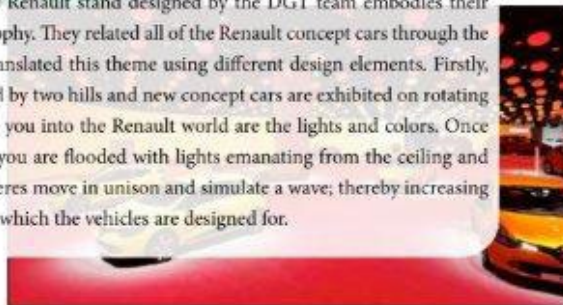 Renault stand designed by the DGT team embodies their
ophy. They related all of the Renault concept cars through the
anslated this theme using different design elements. Firstly,
d by two hills and new concept cars are exhibited on rotating
you into the Renault world are the lights and colors. Once
you are flooded with lights emanating from the ceiling and
eres move in unison and simulate a wave; thereby increasing
which the vehicles are designed for.